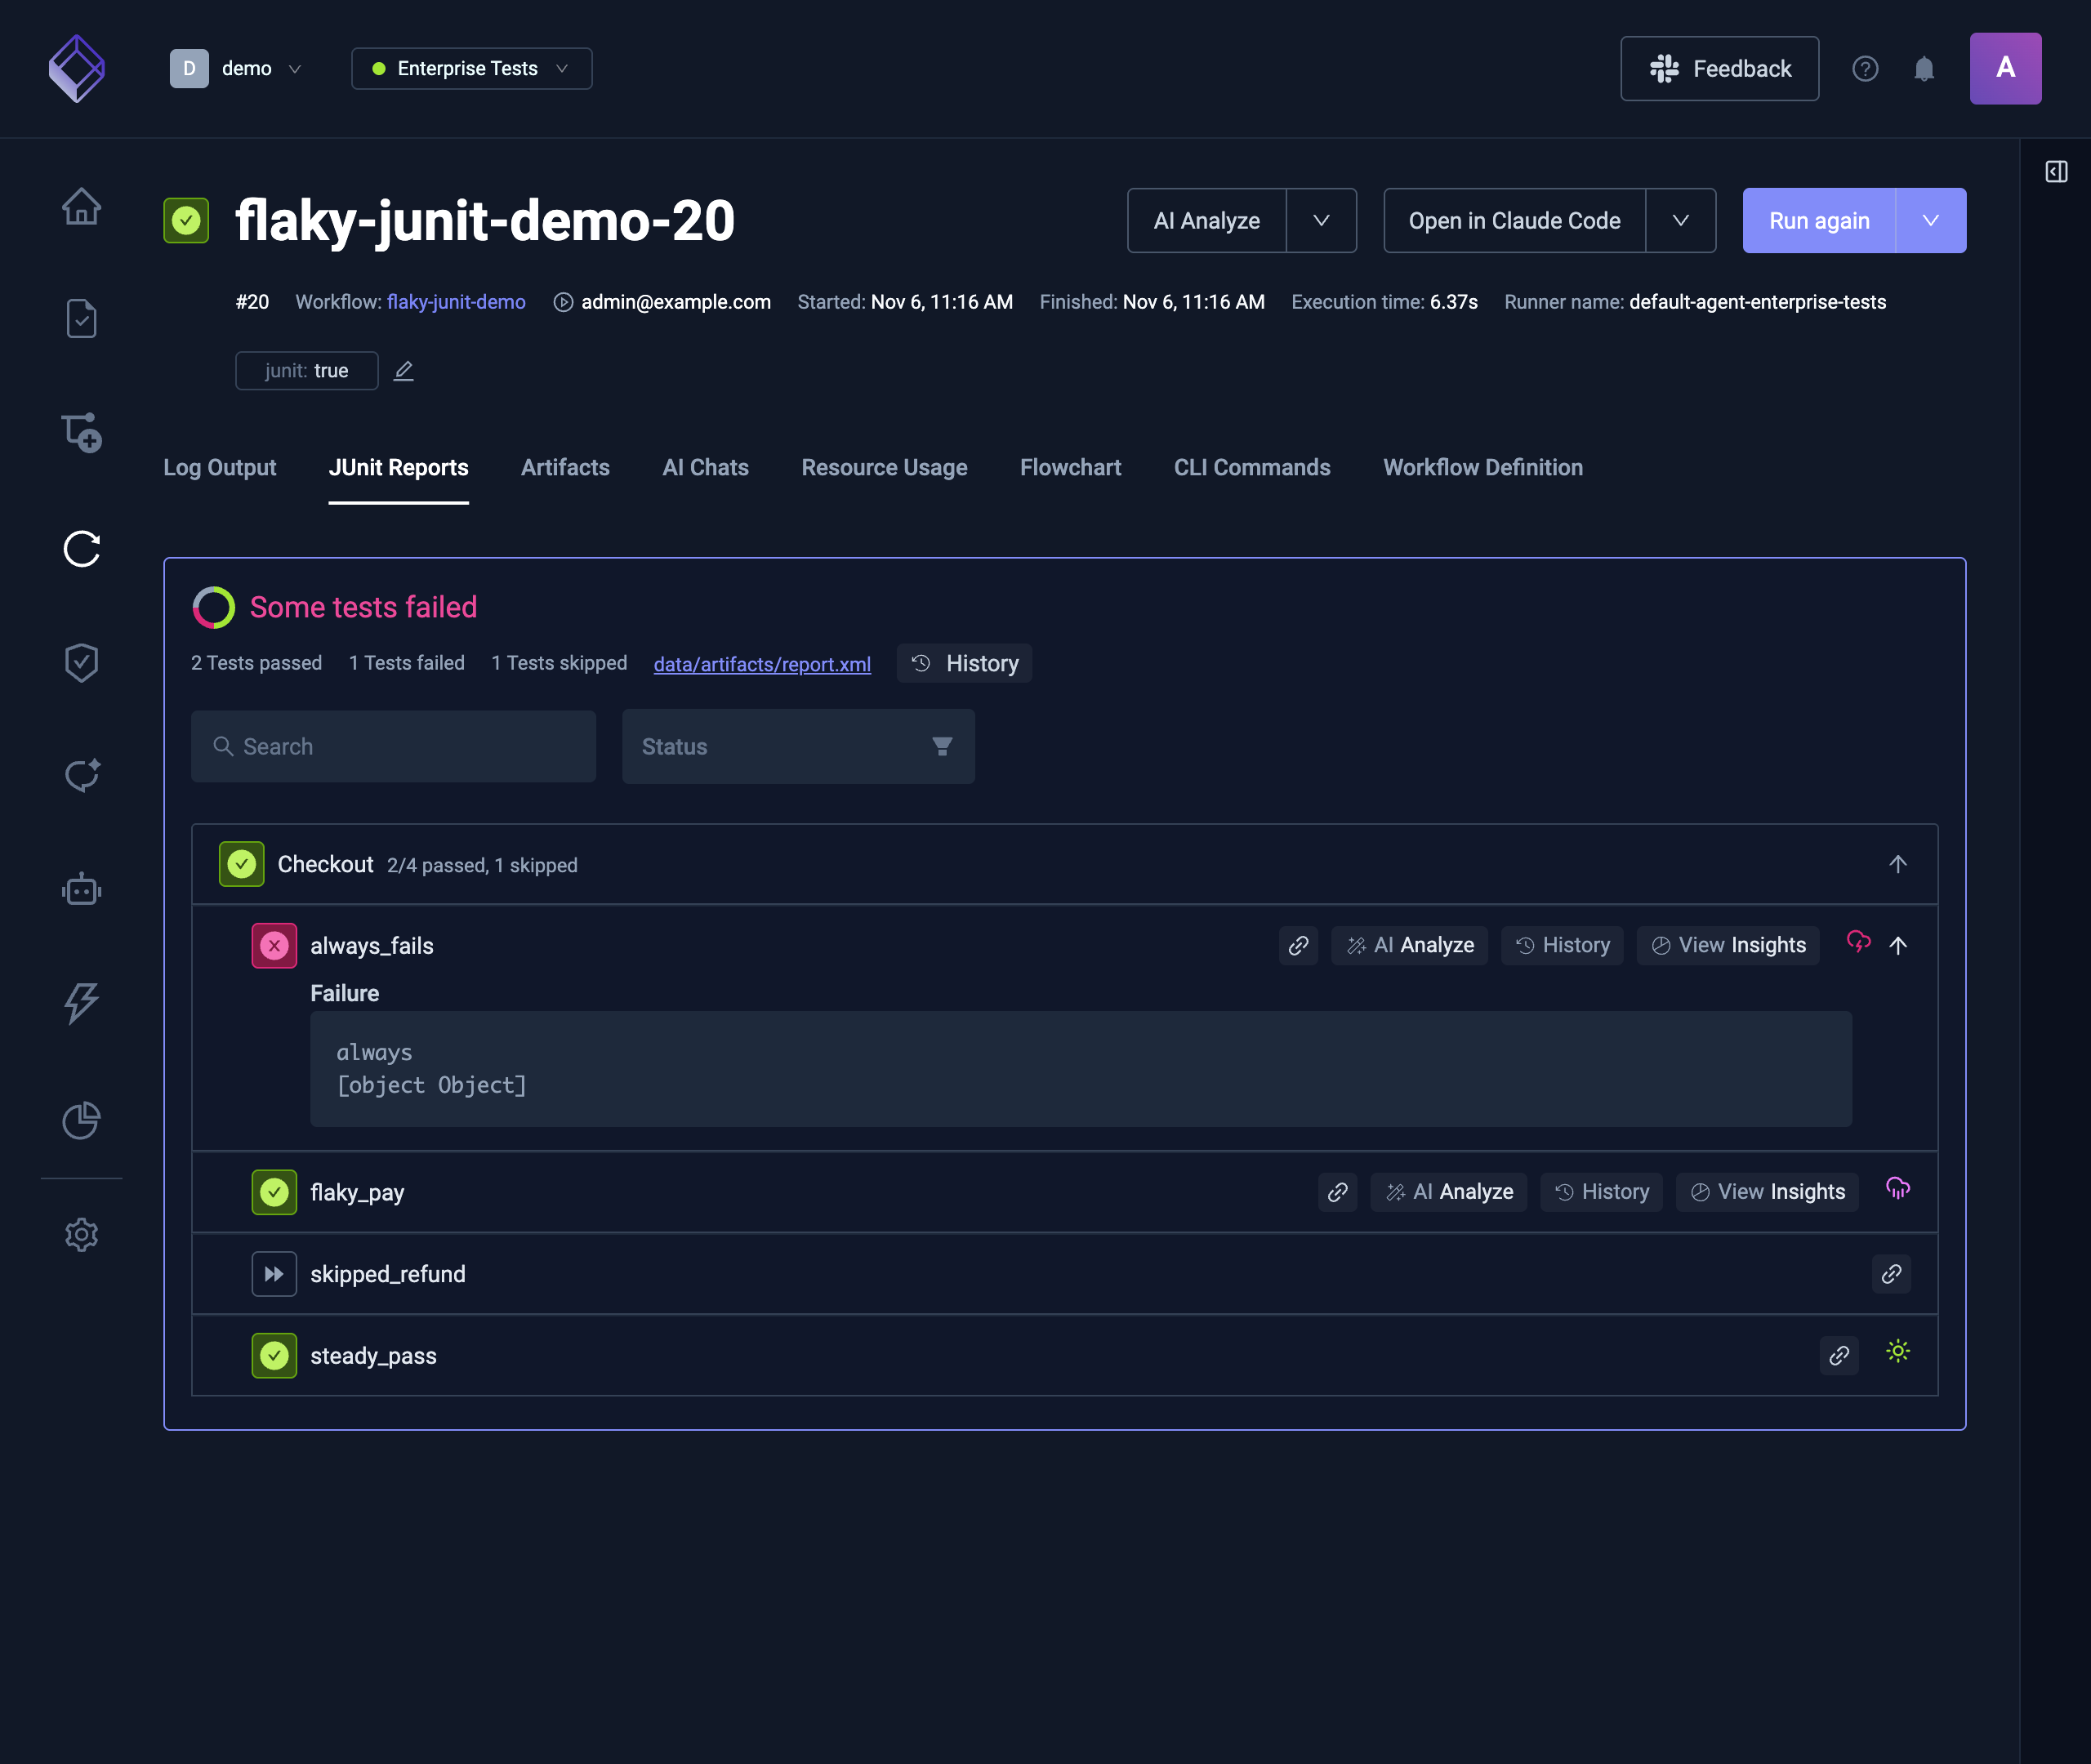 D demo Enterprise Tests Feedback A
flaky-junit-demo-20 AI Analyze Open in Claude Code Run again
#20 Workflow: flaky-junit-demo admin@example.com Started: Nov 6, 11:16 AM Finished: Nov 6, 11:16 AM Execution time: 6.37s Runner name: default-agent-enterprise-tests
junit: true
Log Output JUnit Reports Artifacts AI Chats Resource Usage Flowchart CLI Commands Workflow Definition
Some tests failed
2 Tests passed 1 Tests failed 1 Tests skipped data/artifacts/report.xml History
Search Status
Checkout 2/4 passed, 1 skipped
always_fails AI Analyze History View Insights
Failure
always
[object Object]
flaky_pay AI Analyze History View Insights
skipped_refund
steady_pass